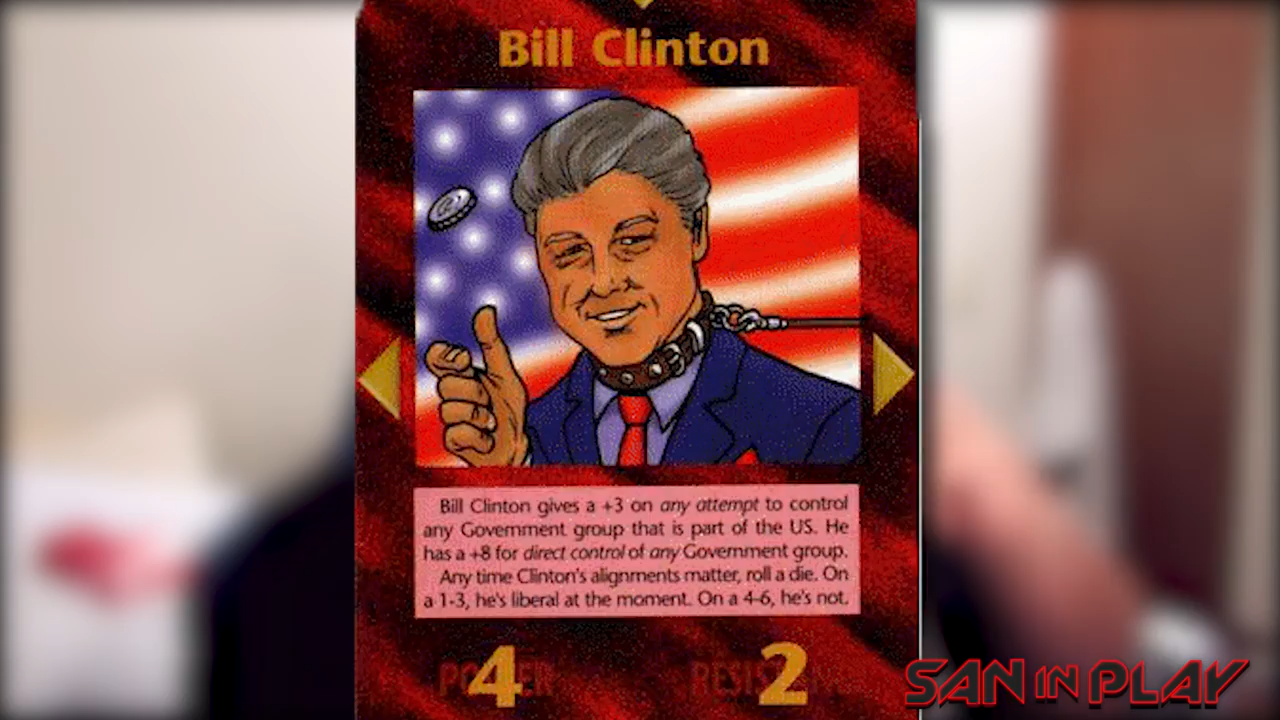 Bill Clinton
Bill Clinton gives a +3 on any attempt to control
any Government group that is part of the US. He
has a +8 for direct control of any Government group.
Any time Clinton's alignments matter, roll a die. On
a 1-3, he's liberal at the moment. On a 4-6, he's not.
POWER
4
2
SAN IN PLAY